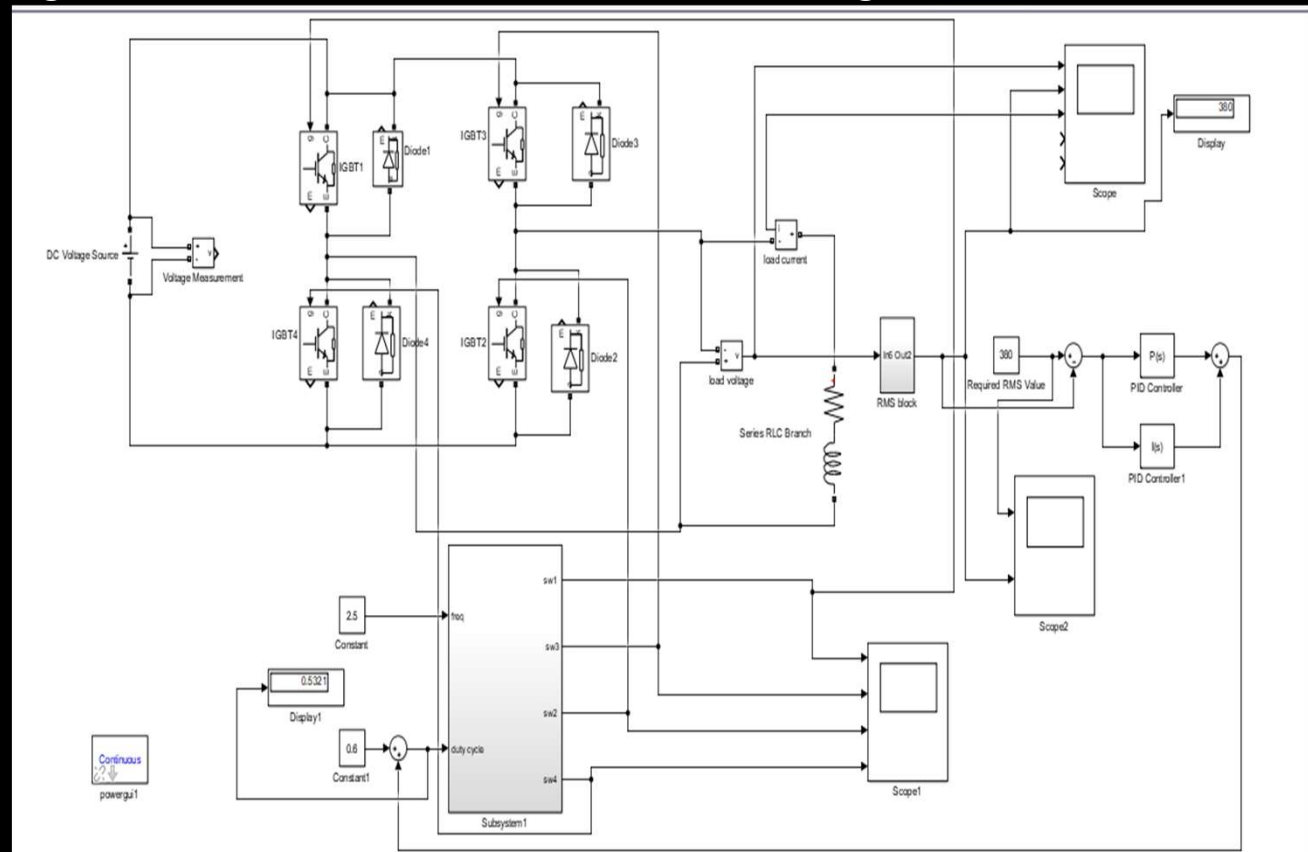 IGBT1
Diode1
IGBT3
Diode3
380
Display
Scope
DC Voltage Source
Voltage Measurement
load current
IGBT4
Diode4
IGBT2
Diode2
load voltage
In6 Out2
RMS block
380
Required RMS Value
P(s)
PID Controller
Series RLC Branch
I(s)
PID Controller1
Scope2
2.5
Constant
freq
sw1
sw3
sw2
sw4
duty cycle
Subsystem1
0.5321
Display1
0.6
Constant1
Scope1
Continuous
powergui1